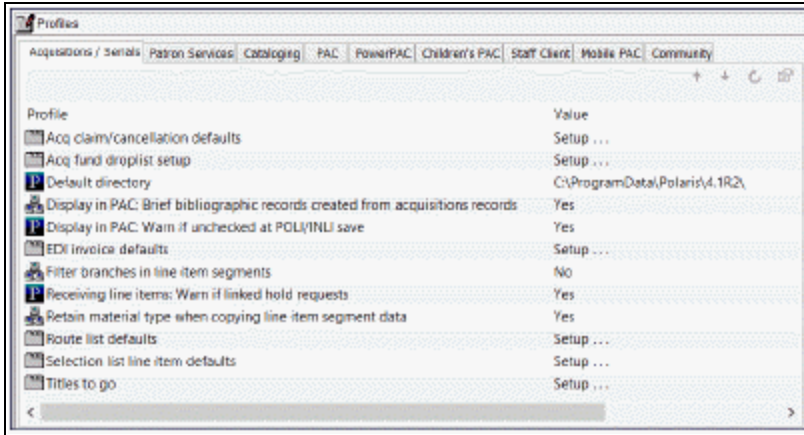 Profiles
Acquisitions / Serials Patron Services Cataloging PAC PowerPAC Children's PAC Staff Client Mobile PAC Community
Profile Value
Acq claim/cancellation defaults Setup ...
Acq fund droplist setup Setup ...
Default directory C:\ProgramData\Polaris\4.1R2\
Display in PAC: Brief bibliographic records created from acquisitions records Yes
Display in PAC: Warn if unchecked at POLI/INLI save Yes
EDI invoice defaults Setup ...
Filter branches in line item segments No
Receiving line items: Warn if linked hold requests Yes
Retain material type when copying line item segment data Yes
Route list defaults Setup ...
Selection list line item defaults Setup ...
Titles to go Setup ...